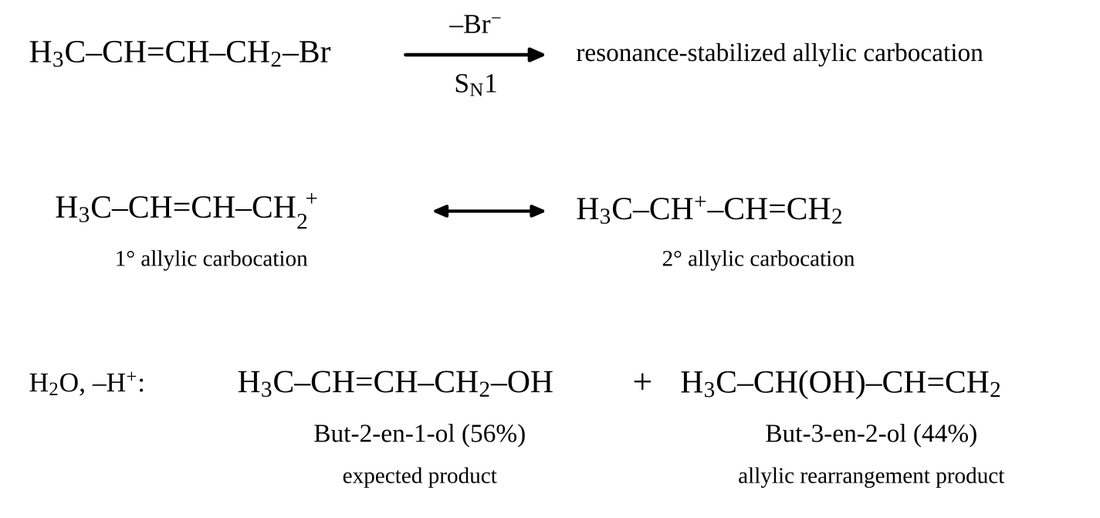 H₃C–CH=CH–CH₂–Br –Br⁻ S_N1 resonance-stabilized allylic carbocation
H₃C–CH=CH–CH₂⁺ H₃C–CH⁺–CH=CH₂
1° allylic carbocation 2° allylic carbocation
H₂O, –H⁺: H₃C–CH=CH–CH₂–OH + H₃C–CH(OH)–CH=CH₂
But-2-en-1-ol (56%) But-3-en-2-ol (44%)
expected product allylic rearrangement product